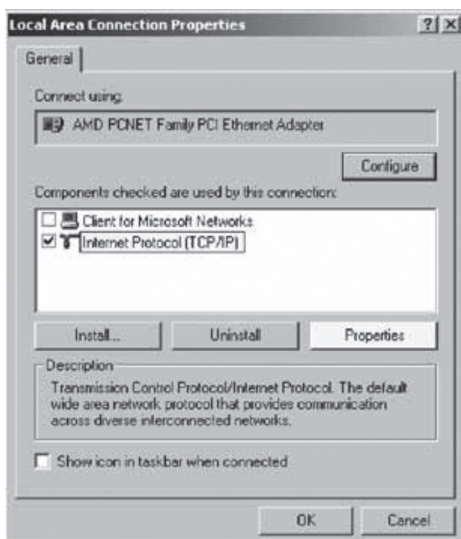 Local Area Connection Properties
General
Connect using:
AMD PCNET Family PCI Ethernet Adapter
Configure
Components checked are used by this connection:
Client for Microsoft Networks
Internet Protocol (TCP/IP)
Install...
Uninstall
Properties
Description
Transmission Control Protocol/Internet Protocol. The default
wide area network protocol that provides communication
across diverse interconnected networks.
Show icon in taskbar when connected
OK
Cancel